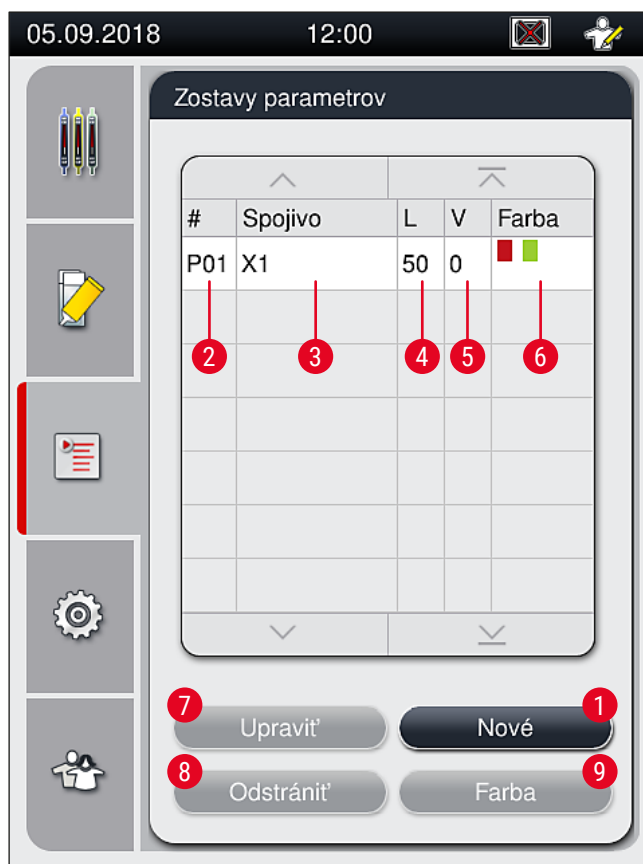 05.09.2018 12:00
Zostavy parametrov
# Spojivo L V Farba
P01 X1 50 0
2 3 4 5 6
7 1
Upraviť Nové
8 9
Odstrániť Farba